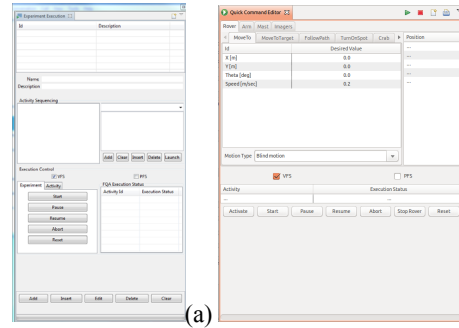 Experiment Execution
Id Description
Name:
Description
Activity Sequencing
Add Clear Insert Delete Launch
Execution Control
VFS PFS
Experiment Activity
FQA Execution Status
Activity Id Execution Status
Start
Pause
Resume
Abort
Reset
Add Insert Edit Delete Clear
(a)
Quick Command Editor
Rover Arm Mast Imagers
MoveTo MoveToTarget FollowPath TurnOnSpot Crab Position
Id Desired Value
X [m] 0.0
Y [m] 0.0
Theta [deg] 0.0
Speed [m/sec] 0.2
Motion Type Blind motion
VFS PFS
Activity Execution Status
... ...
Activate Start Pause Resume Abort Stop Rover Reset